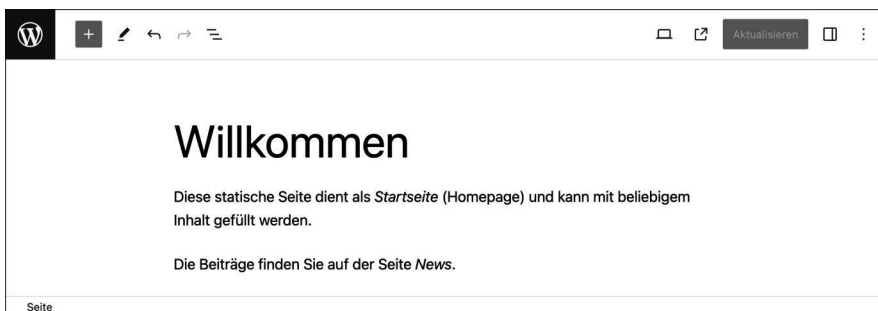 Aktualisieren
Willkommen
Diese statische Seite dient als Startseite (Homepage) und kann mit beliebigem
Inhalt gefüllt werden.
Die Beiträge finden Sie auf der Seite News.
Seite